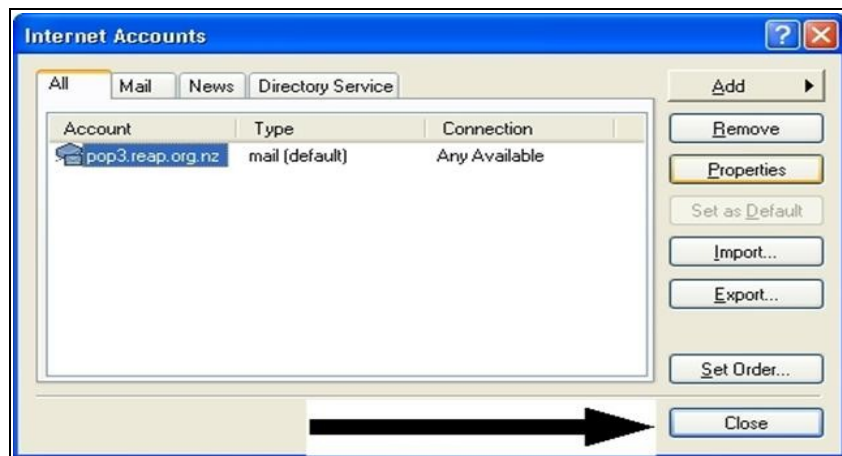 Internet Accounts
All Mail News Directory Service
Add
Account Type Connection
Remove
pop3.reap.org.nz mail (default) Any Available
Properties
Set as Default
Import...
Export...
Set Order...
Close